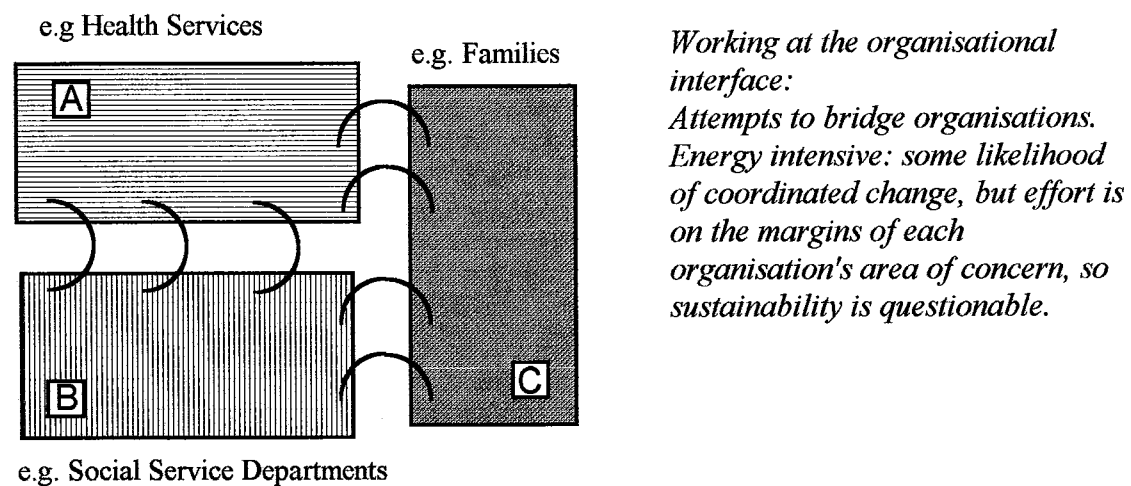 e.g Health Services
e.g. Families
A
B
C
e.g. Social Service Departments
Working at the organisational
interface:
Attempts to bridge organisations.
Energy intensive: some likelihood
of coordinated change, but effort is
on the margins of each
organisation's area of concern, so
sustainability is questionable.